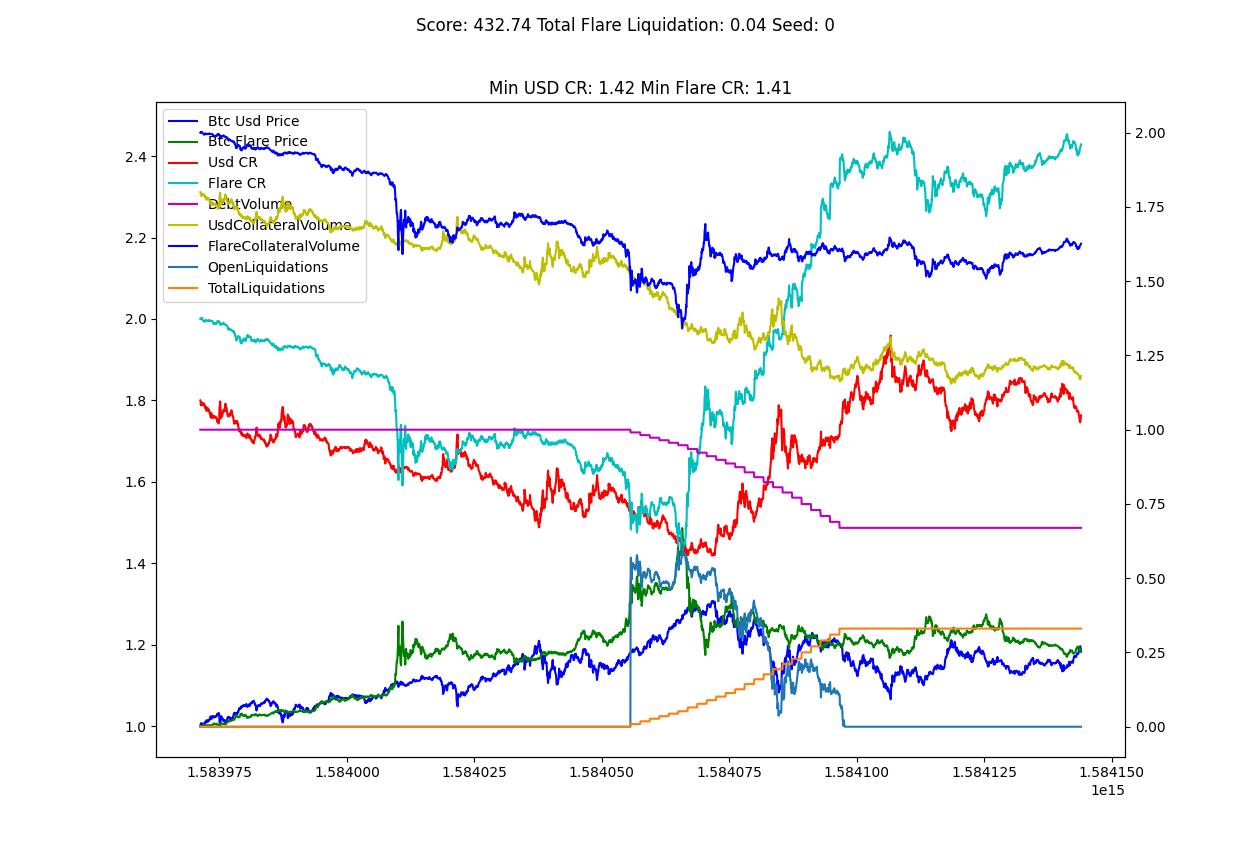 Score: 432.74 Total Flare Liquidation: 0.04 Seed: 0
Min USD CR: 1.42 Min Flare CR: 1.41
Btc Usd Price
Btc Flare Price
Usd CR
Flare CR
DebtVolume
UsdCollateralVolume
FlareCollateralVolume
OpenLiquidations
TotalLiquidations
2.4
2.2
2.0
1.8
1.6
1.4
1.2
1.0
2.00
1.75
1.50
1.25
1.00
0.75
0.50
0.25
0.00
1.583975 1.584000 1.584025 1.584050 1.584075 1.584100 1.584125 1.584150
1e15